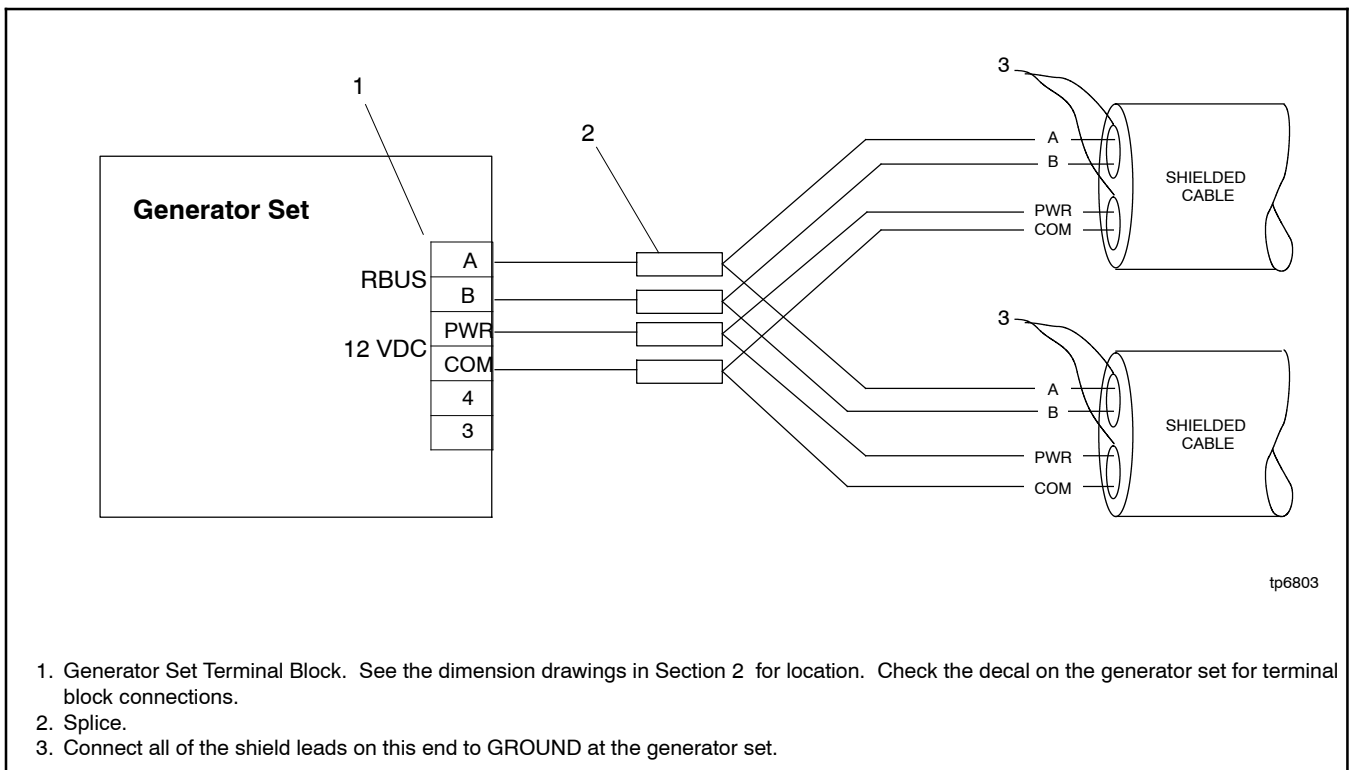 1
3
2
A
B
SHIELDED
CABLE
Generator Set
PWR
COM
A
RBUS
B
PWR
12 VDC
COM
4
3
3
A
B
SHIELDED
CABLE
PWR
COM
tp6803
1. Generator Set Terminal Block. See the dimension drawings in Section 2 for location. Check the decal on the generator set for terminal
block connections.
2. Splice.
3. Connect all of the shield leads on this end to GROUND at the generator set.